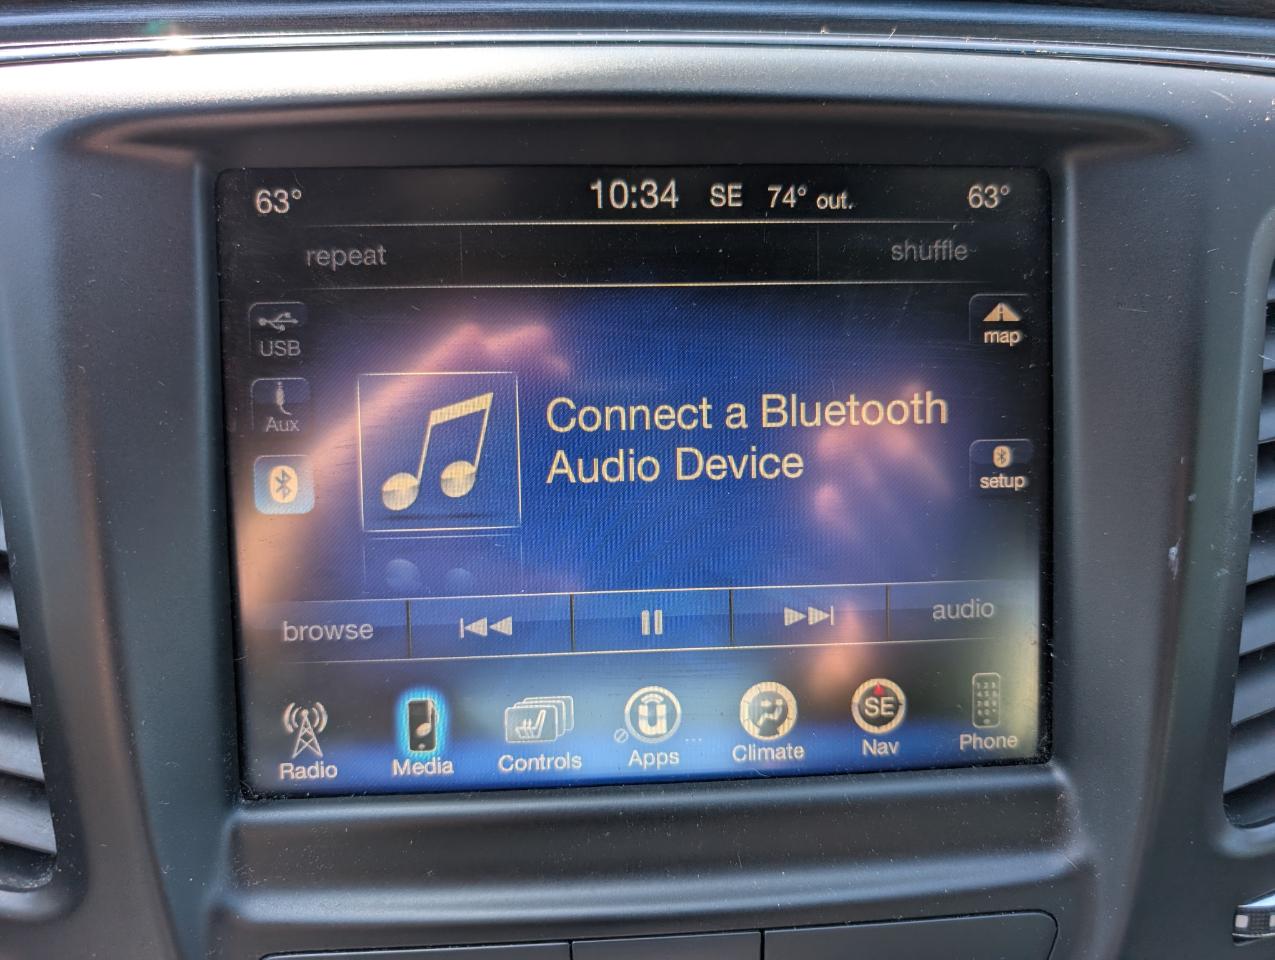 63° 10:34 SE 74° out. 63°
repeat shuffle
USB
map
Aux
Connect a Bluetooth
Audio Device
setup
browse audio
SE
Radio Media Controls Apps Climate Nav Phone